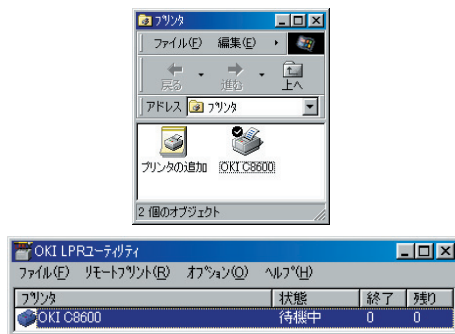 プリンタ
ファイル(F) 編集(E)
戻る 進む 上へ
アドレス プリンタ
プリンタの追加 OKI C8600
2 個のオブジェクト
OKI LPRユーティリティ
ファイル(F) リモートプリント(R) オプション(O) ヘルプ(H)
プリンタ 状態 終了 残り
OKI C8600 待機中 0 0